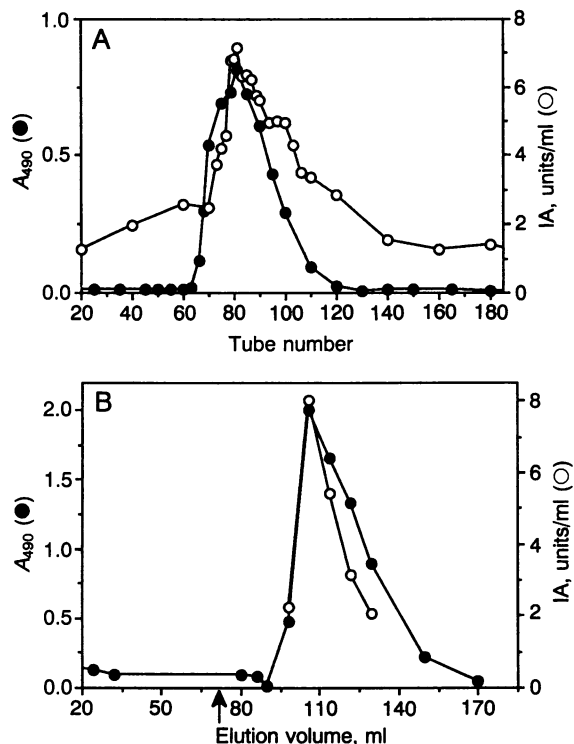 A
1.0
0.5
0.0
A490 (●)
8
6
4
2
0
IA, units/ml (○)
20 40 60 80 100 120 140 160 180
Tube number
B
2.0
1.5
1.0
0.5
0.0
A490 (●)
8
6
4
2
0
IA, units/ml (○)
20 50 80 110 140 170
Elution volume, ml